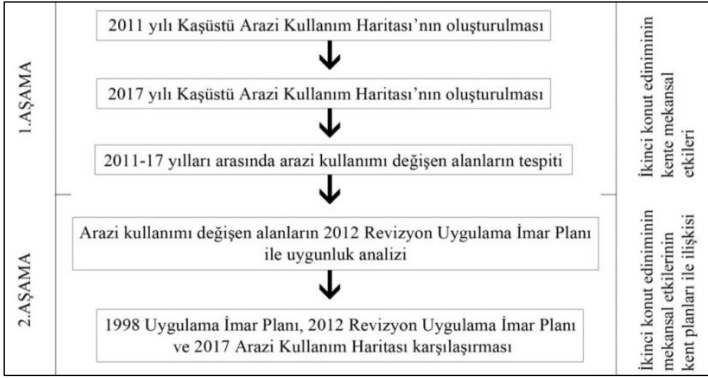 1.AŞAMA
2011 yılı Kaşüstü Arazi Kullanım Haritası'nın oluşturulması
2017 yılı Kaşüstü Arazi Kullanım Haritası'nın oluşturulması
2011-17 yılları arasında arazi kullanımı değişen alanların tespiti
İkinci konut ediniminin
kente mekansal
etkileri
2.AŞAMA
Arazi kullanımı değişen alanların 2012 Revizyon Uygulama İmar Planı
ile uygunluk analizi
1998 Uygulama İmar Planı, 2012 Revizyon Uygulama İmar Planı
ve 2017 Arazi Kullanım Haritası karşılaşırması
İkinci konut ediniminin
mekansal etkilerinin
kent planları ile ilişkisi